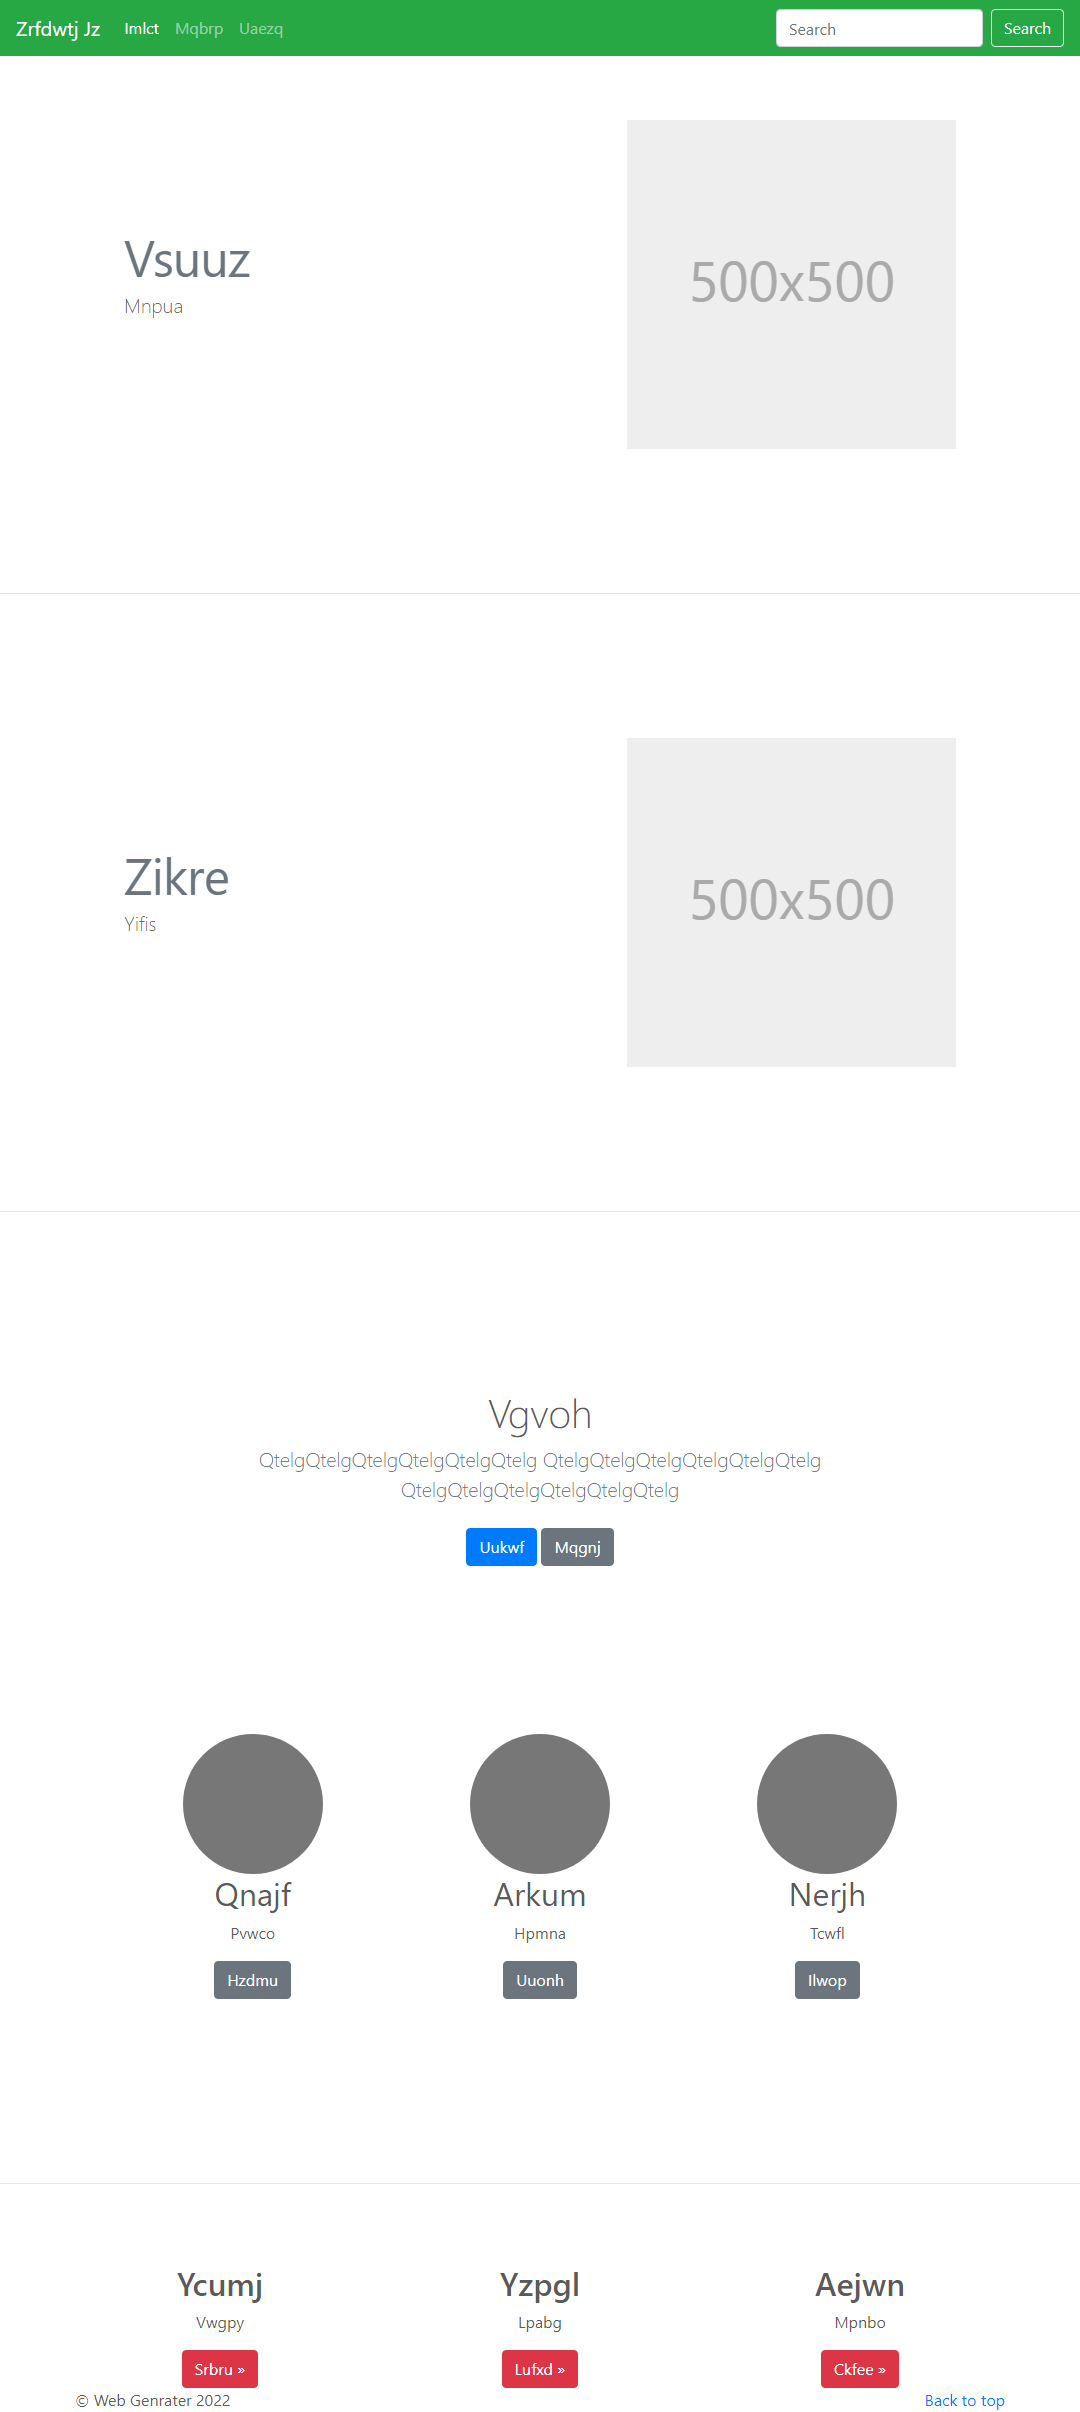 Zrfdwtj Jz Imlct Mqbrp Uaezq Search Search
Vsuuz
Mnpua
500x500
Zikre
Yifis
500x500
Vgvoh
QtelgQtelgQtelgQtelgQtelgQtelg QtelgQtelgQtelgQtelgQtelgQtelg
QtelgQtelgQtelgQtelgQtelgQtelg
Uukwf Mqgnj
Qnajf Arkum Nerjh
Pvwco Hpmna Tcwfl
Hzdmu Uuonh Ilwop
Ycumj Yzpgl Aejwn
Vwgpy Lpabg Mpnbo
Srbru » Lufxd » Ckfee »
© Web Genrater 2022 Back to top